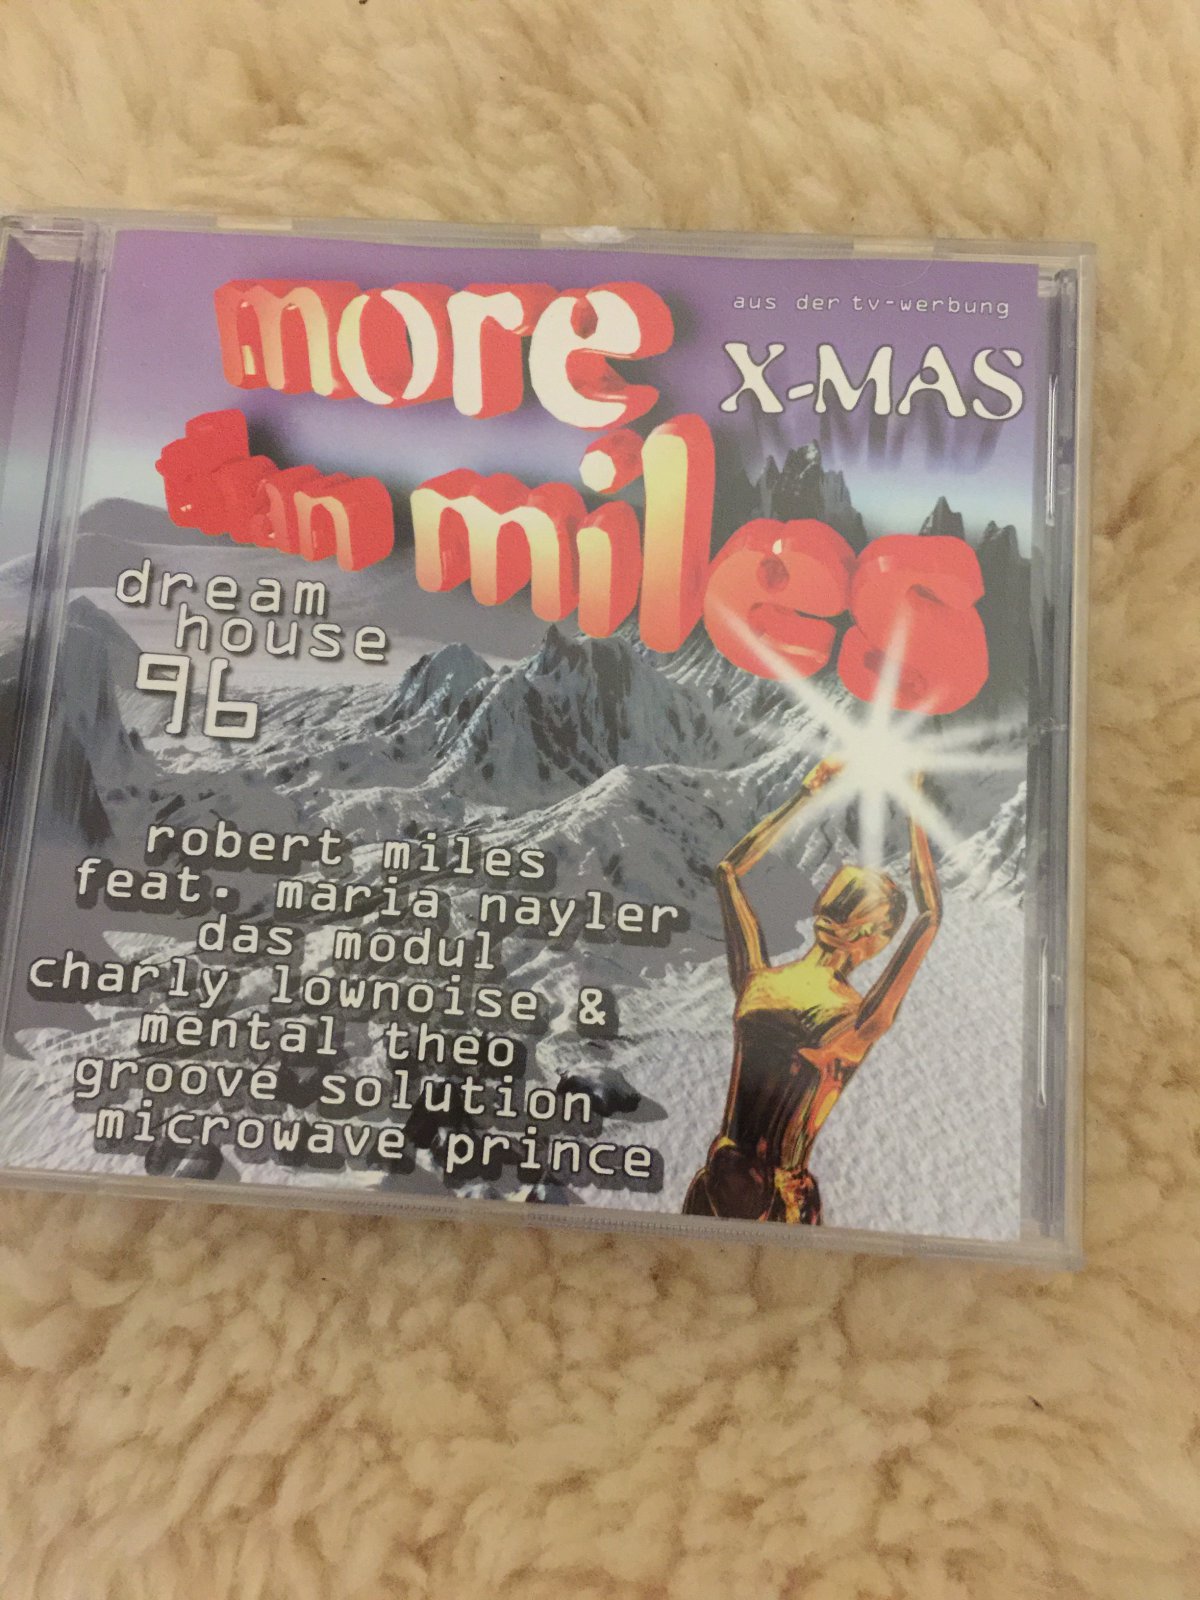 more
than miles
aus der tv-werbung
X-MAS
dream
house
96
robert miles
feat. maria nayler
das modul
charly lownoise &
mental theo
groove solution
microwave prince